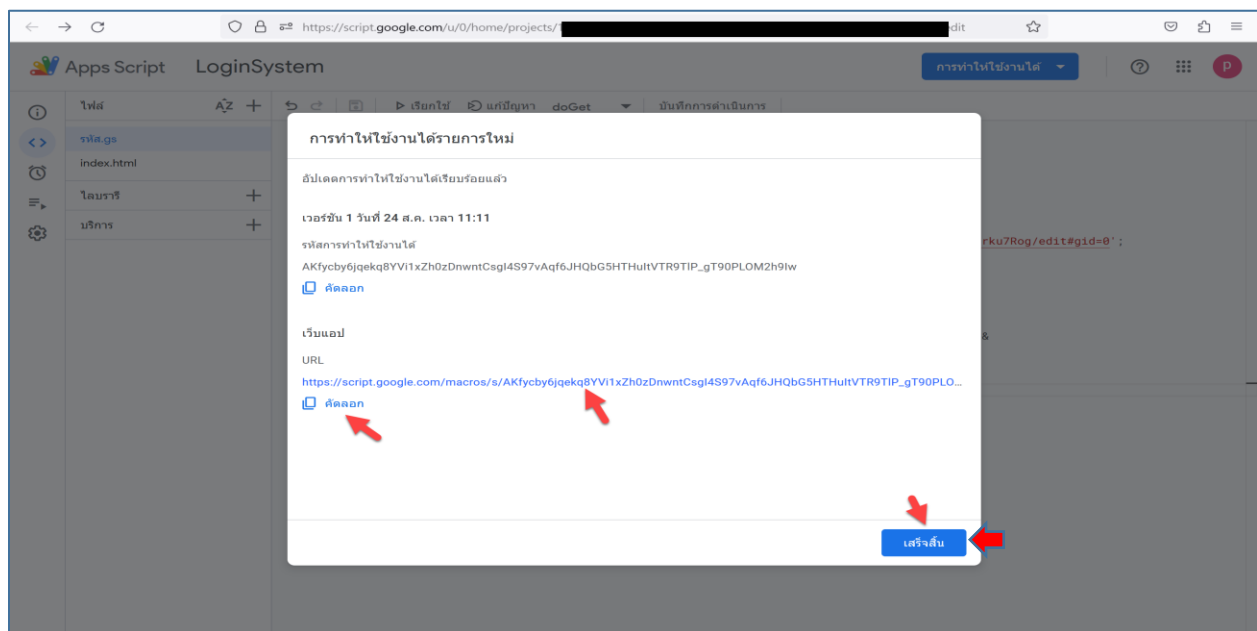 https://script.google.com/u/0/home/projects/1
edit
Apps Script LoginSystem
การทำให้ใช้งานได้
P
ไฟล์ AZ
เรียกใช้ แก้ปัญหา doGet บันทึกการดำเนินการ
รหัส.gs
index.html
ไลบรารี
บริการ
การทำให้ใช้งานได้รายการใหม่
อัปเดตการทำให้ใช้งานได้เรียบร้อยแล้ว
เวอร์ชัน 1 วันที่ 24 ส.ค. เวลา 11:11
รหัสการทำให้ใช้งานได้
rku7Rog/edit#gid=0';
AKfycby6jqekq8YVi1xZh0zDnwntCsgI4S97vAqf6JHQbG5HTHuItVTR9TIP_gT90PLOM2h9Iw
คัดลอก
เว็บแอป
&
URL
https://script.google.com/macros/s/AKfycby6jqekq8YVi1xZh0zDnwntCsgI4S97vAqf6JHQbG5HTHuItVTR9TIP_gT90PLO…
คัดลอก
เสร็จสิ้น